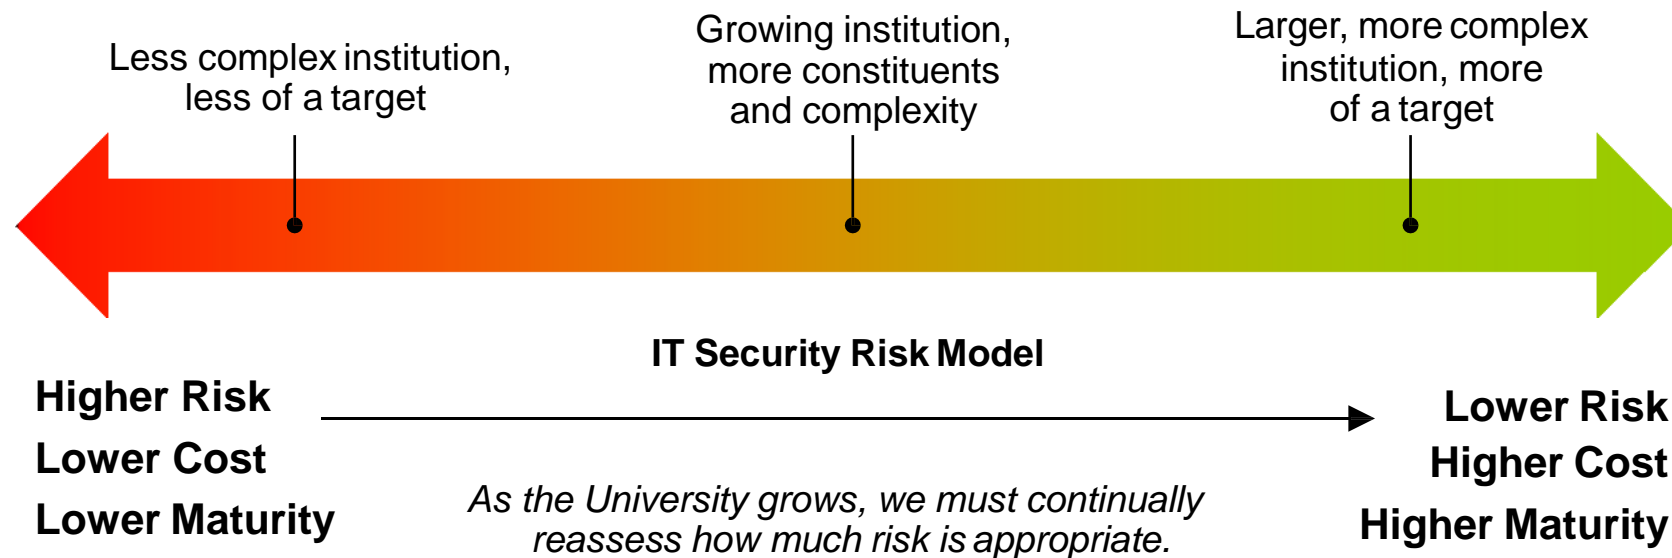 Less complex institution,
less of a target
Growing institution,
more constituents
and complexity
Larger, more complex
institution, more
of a target
IT Security Risk Model
Higher Risk
Lower Cost
Lower Maturity
As the University grows, we must continually
reassess how much risk is appropriate.
Lower Risk
Higher Cost
Higher Maturity